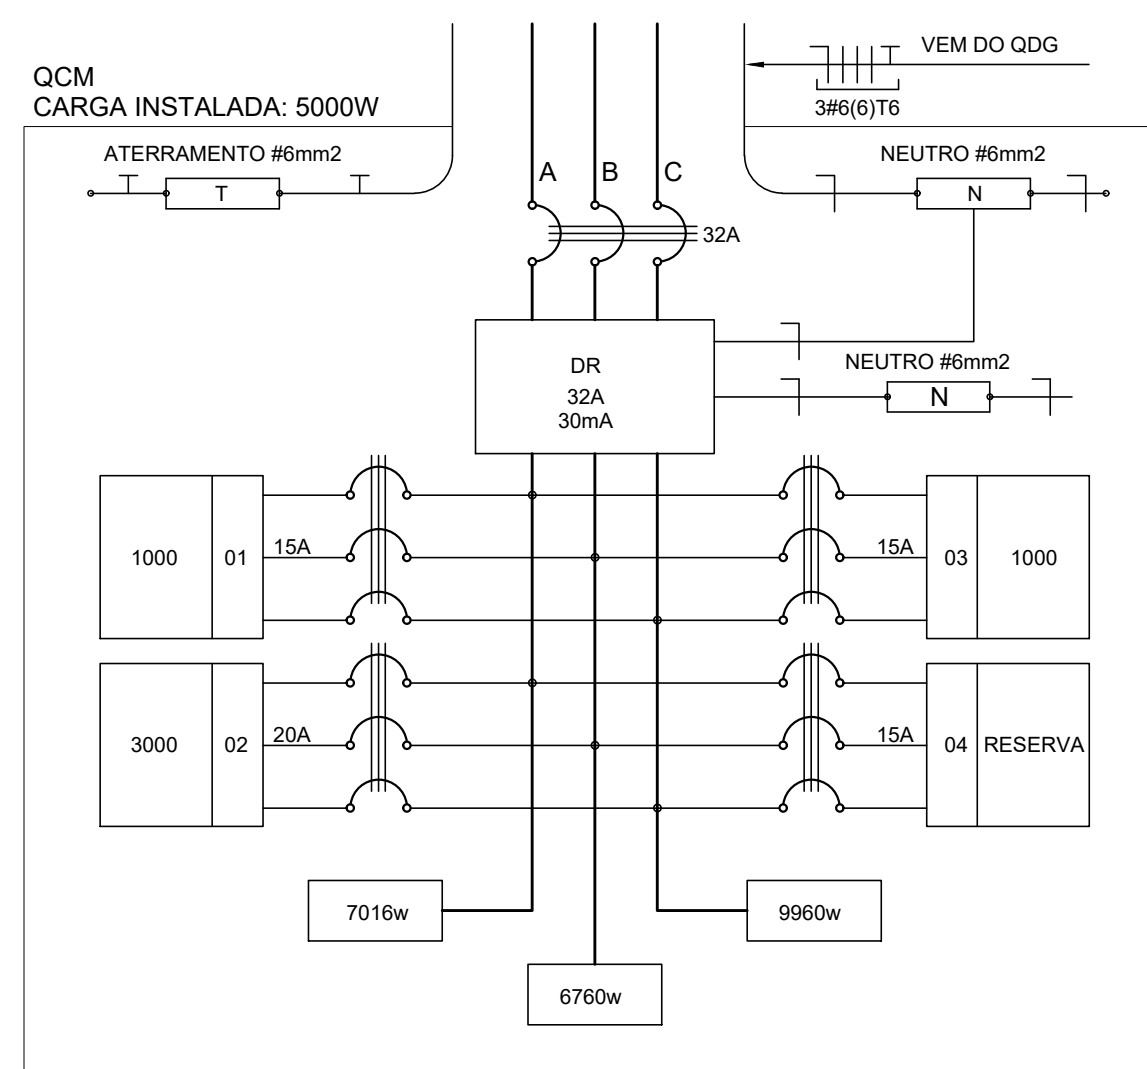 VEM DO QDG
QCM
CARGA INSTALADA: 5000W
3#6(6)T6
ATERRAMENTO #6mm2
NEUTRO #6mm2
A
B
C
T
N
32A
DR
32A
30mA
NEUTRO #6mm2
N
1000
01
15A
15A
03
1000
3000
02
20A
15A
04
RESERVA
7016w
9960w
6760w